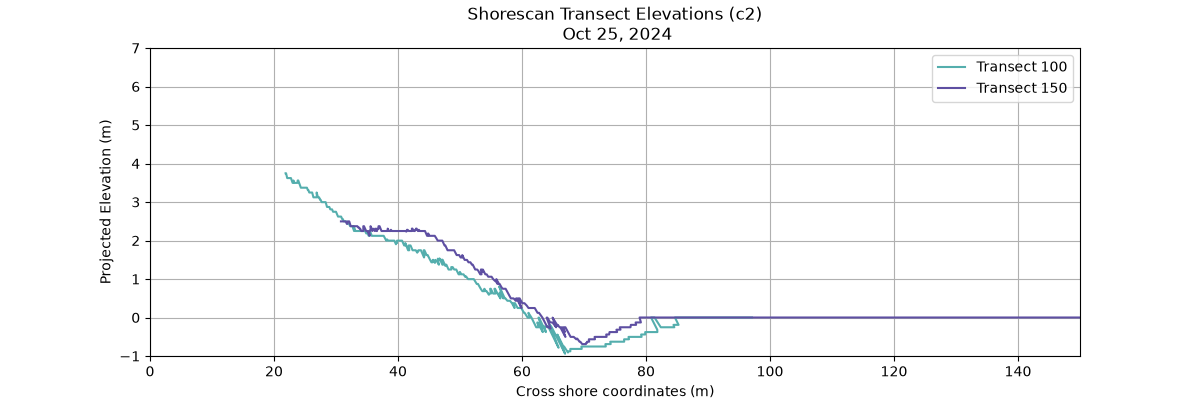 Shorescan Transect Elevations (c2)
Oct 25, 2024
Transect 100
Transect 150
Projected Elevation (m)
7
6
5
4
3
2
1
0
−1
0 20 40 60 80 100 120 140
Cross shore coordinates (m)